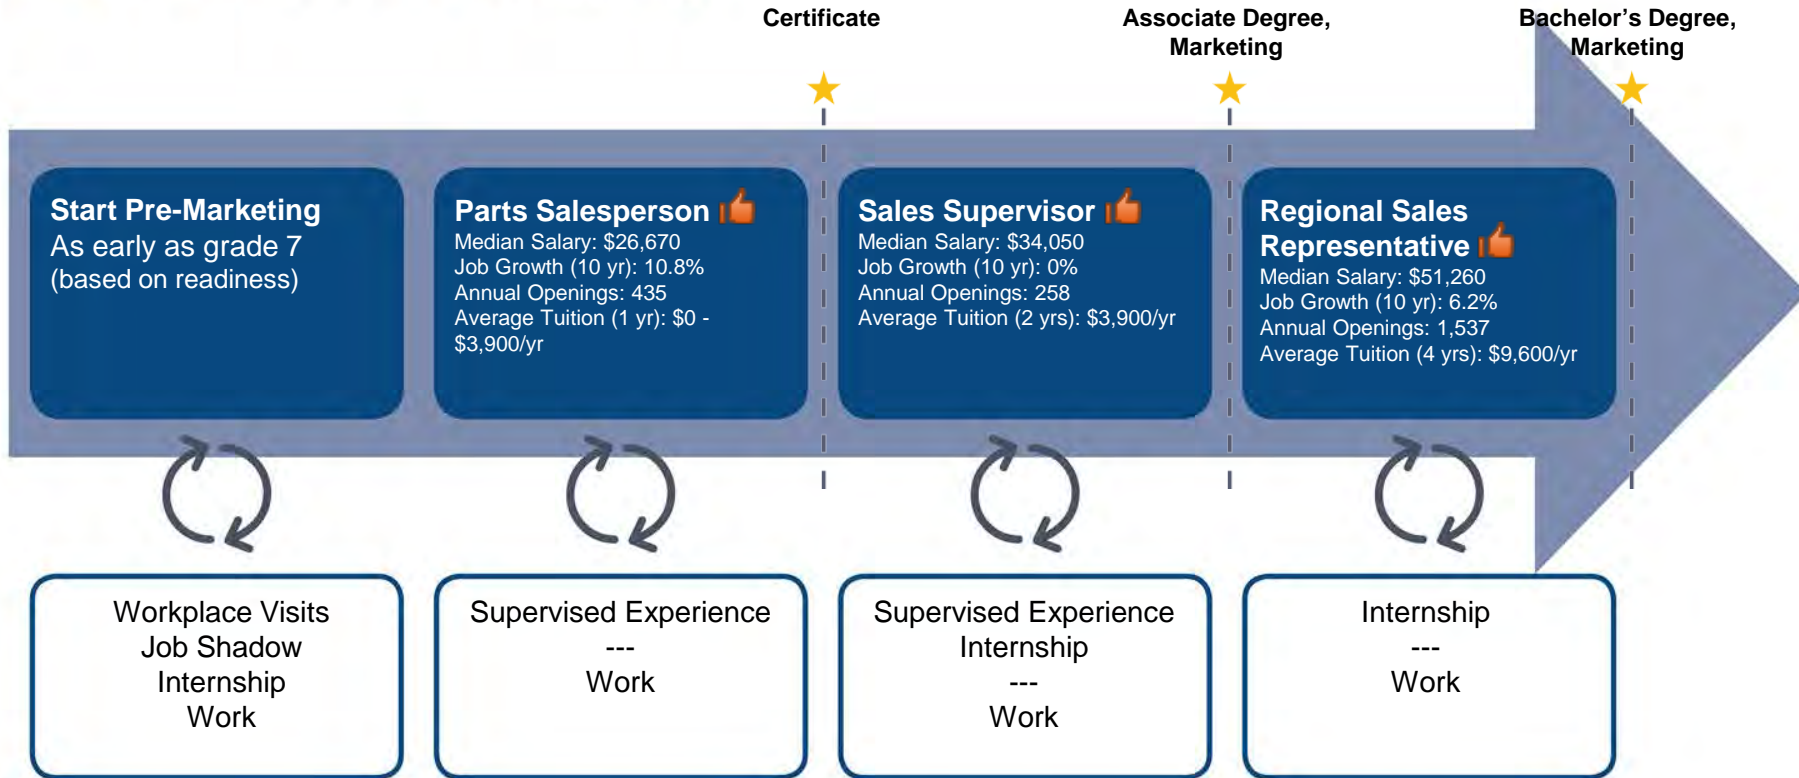 Certificate
Associate Degree,
Marketing
Bachelor's Degree,
Marketing
Start Pre-Marketing
As early as grade 7
(based on readiness)
Parts Salesperson
Median Salary: $26,670
Job Growth (10 yr): 10.8%
Annual Openings: 435
Average Tuition (1 yr): $0 -
$3,900/yr
Sales Supervisor
Median Salary: $34,050
Job Growth (10 yr): 0%
Annual Openings: 258
Average Tuition (2 yrs): $3,900/yr
Regional Sales
Representative
Median Salary: $51,260
Job Growth (10 yr): 6.2%
Annual Openings: 1,537
Average Tuition (4 yrs): $9,600/yr
Workplace Visits
Job Shadow
Internship
Work
Supervised Experience
---
Work
Supervised Experience
Internship
---
Work
Internship
---
Work